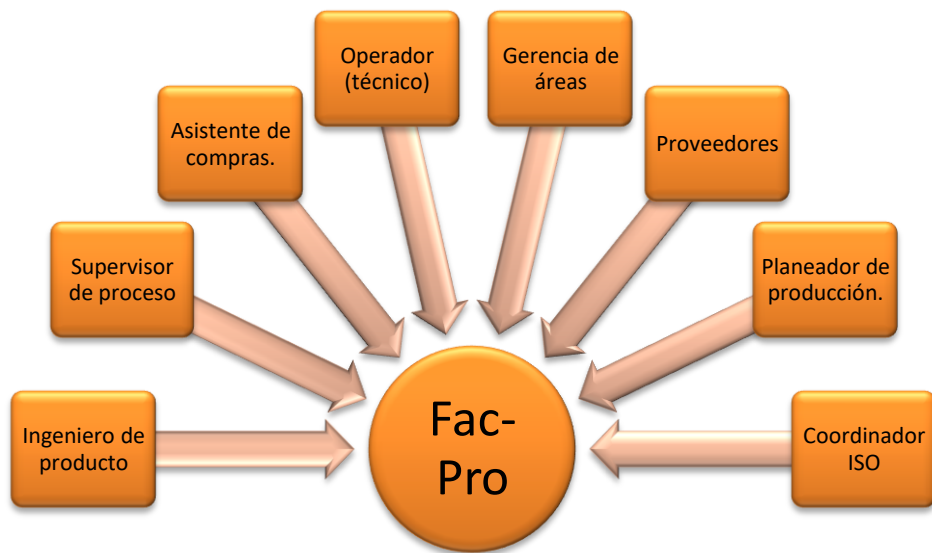 Operador
(técnico)
Gerencia de
áreas
Asistente de
compras.
Proveedores
Supervisor
de proceso
Planeador de
producción.
Ingeniero de
producto
Fac-
Pro
Coordinador
ISO